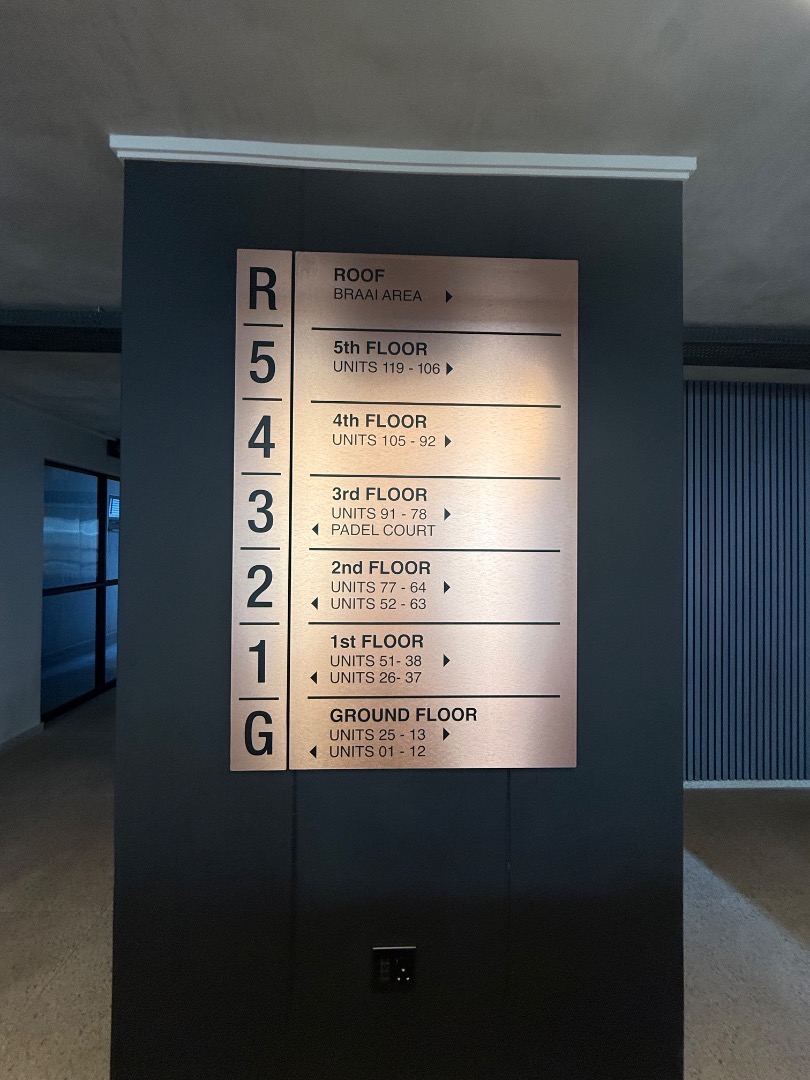 R
ROOF
BRAAI AREA
5
5th FLOOR
UNITS 119 - 106
4
4th FLOOR
UNITS 105 - 92
3
3rd FLOOR
UNITS 91 - 78
PADEL COURT
2
2nd FLOOR
UNITS 77 - 64
UNITS 52 - 63
1
1st FLOOR
UNITS 51- 38
UNITS 26- 37
G
GROUND FLOOR
UNITS 25 - 13
UNITS 01 - 12